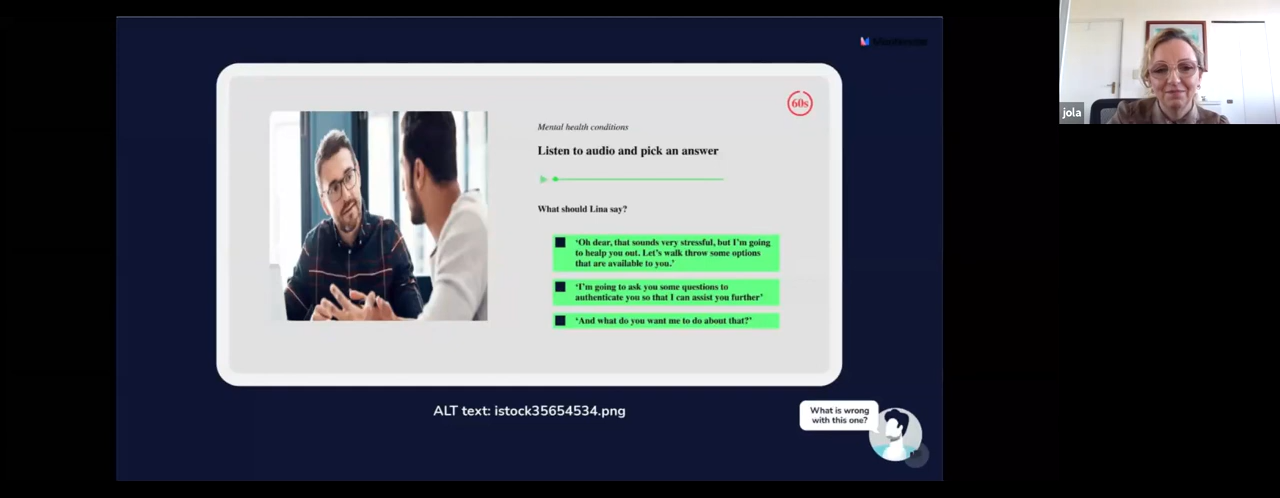 jola
60s
Mental health conditions
Listen to audio and pick an answer
What should Lina say?
‘Oh dear, that sounds very stressful, but I’m going
to healp you out. Let’s walk throw some options
that are available to you.’
‘I’m going to ask you some questions to
authenticate you so that I can assist you further’
‘And what do you want me to do about that?’
ALT text: istock35654534.png
What is wrong
with this one?